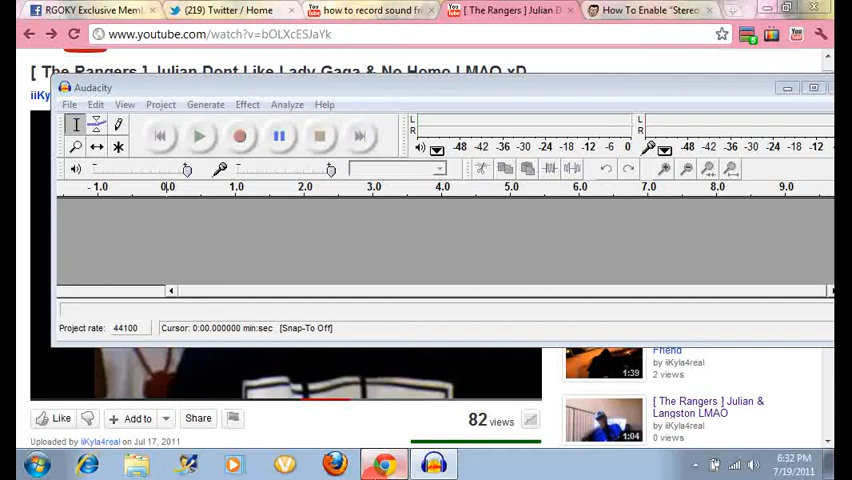 RGOKY Exclusive Mem
(219) Twitter / Home
how to record sound fr
[ The Rangers ] Julian D
How To Enable "Stereo
www.youtube.com/watch?v=bOLXcESJaYk
[ The Rangers ] Julian Dont Like Lady Gaga & No Homo LMAO xD
iiKy
Audacity
File Edit View Project Generate Effect Analyze Help
L
R
-48 -42 -36 -30 -24 -18 -12 -6 0
L
R
-48 -42 -36 -30 -24 -18 -12
- 1.0 0.0 1.0 2.0 3.0 4.0 5.0 6.0 7.0 8.0 9.0
Project rate: 44100
Cursor: 0:00.000000 min:sec [Snap-To Off]
Friend
by iiKyla4real
2 views
1:39
Like
Add to
Share
82 views
[ The Rangers ] Julian &
Langston LMAO
by iiKyla4real
0 views
1:04
Uploaded by iiKyla4real on Jul 17, 2011
6:32 PM
7/19/2011